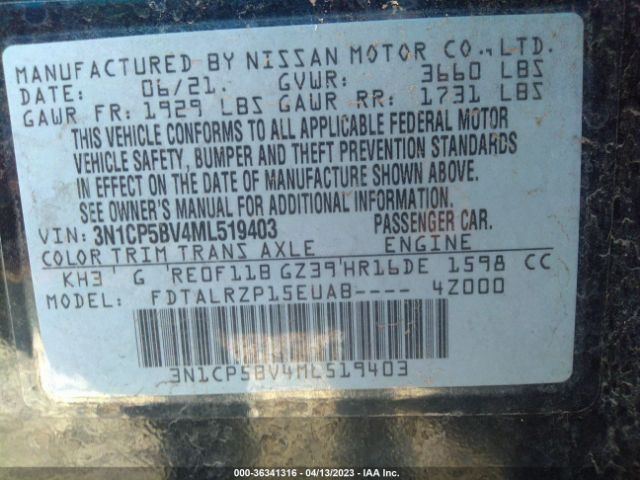 MANUFACTURED BY NISSAN MOTOR CO., LTD.
DATE: 06/21. GVWR: 3660 LBS
GAWR FR: 1929 LBS GAWR RR: 1731 LBS
THIS VEHICLE CONFORMS TO ALL APPLICABLE FEDERAL MOTOR
VEHICLE SAFETY, BUMPER AND THEFT PREVENTION STANDARDS
IN EFFECT ON THE DATE OF MANUFACTURE SHOWN ABOVE.
SEE OWNER'S MANUAL FOR ADDITIONAL INFORMATION.
VIN: 3N1CP5BV4ML519403 PASSENGER CAR.
COLOR TRIM TRANS AXLE ENGINE
KH3 G RE0F11B GZ39 HR16DE 1598 CC
MODEL: FDTALRZP15EUAB---- 4Z000
3N1CP5BV4ML519403
000-36341316 - 04/13/2023 - IAA Inc.